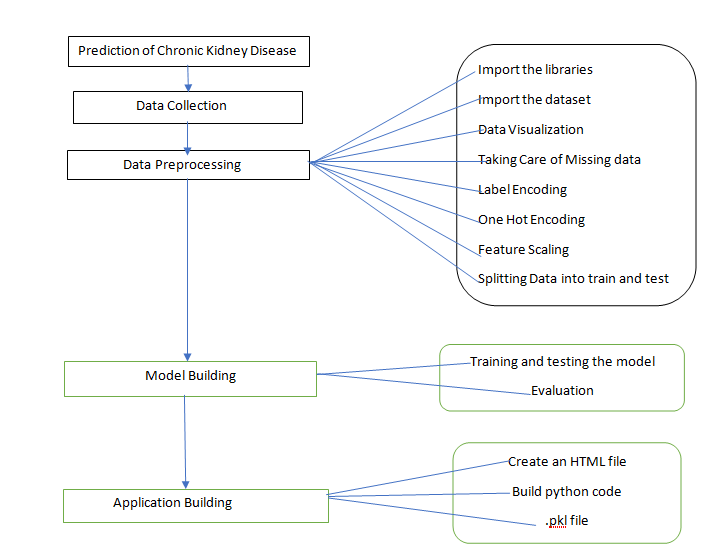 Prediction of Chronic Kidney Disease
Data Collection
Data Preprocessing
Import the libraries
Import the dataset
Data Visualization
Taking Care of Missing data
Label Encoding
One Hot Encoding
Feature Scaling
Splitting Data into train and test
Model Building
Training and testing the model
Evaluation
Application Building
Create an HTML file
Build python code
.pkl file